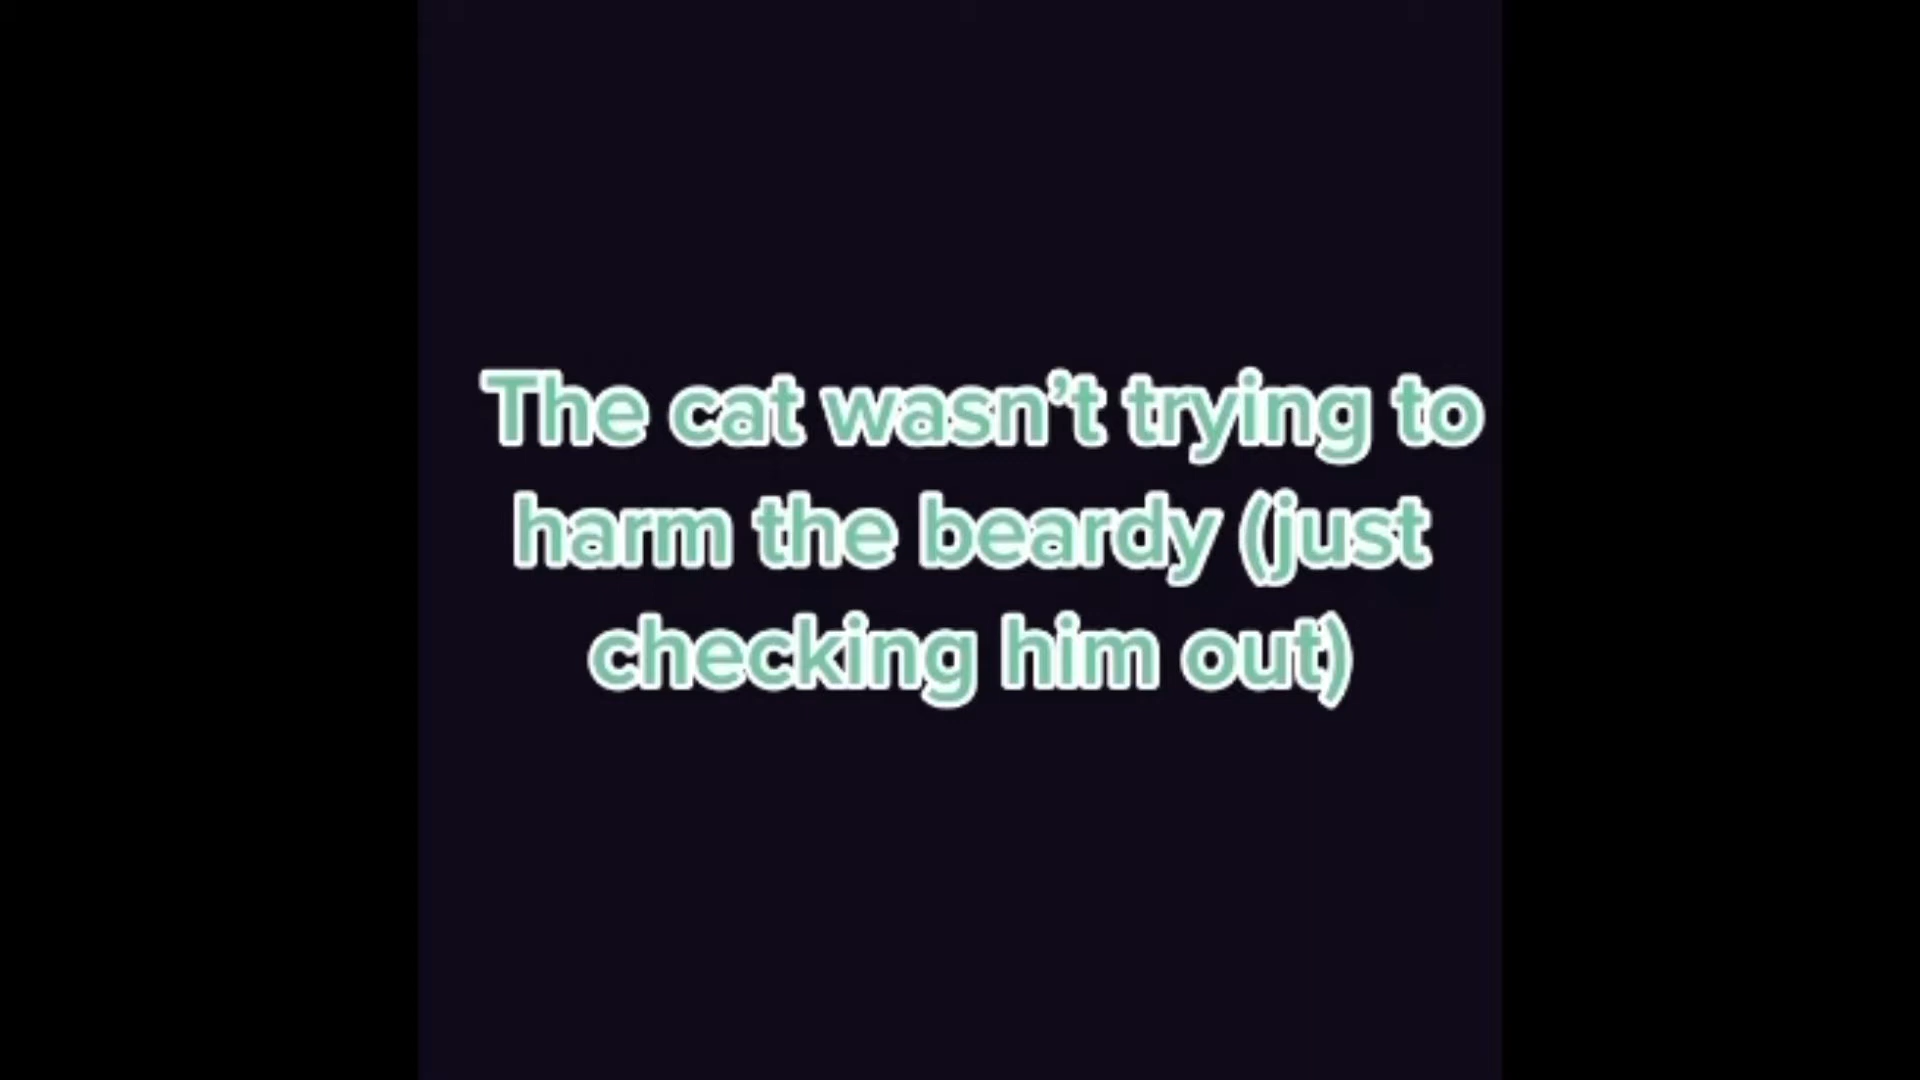 The cat wasn’t trying to
harm the beardy (just
checking him out)